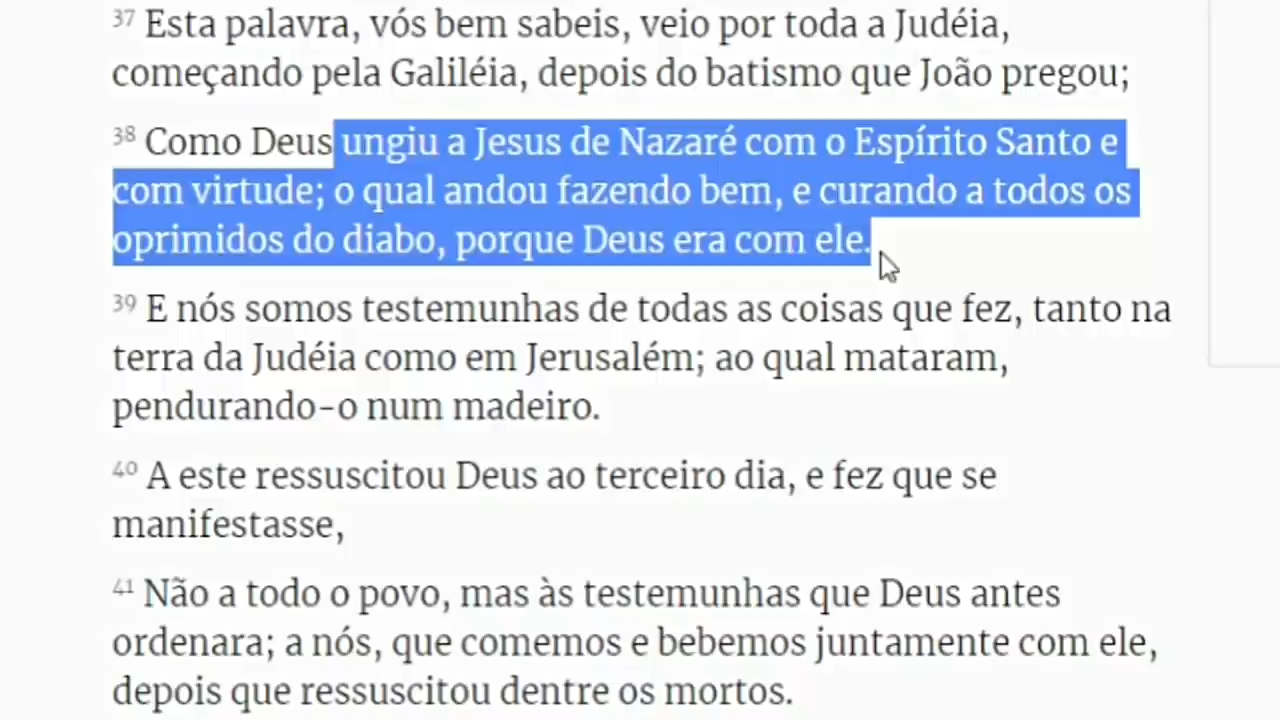 37 Esta palavra, vós bem sabeis, veio por toda a Judéia,
começando pela Galiléia, depois do batismo que João pregou;
38 Como Deus ungiu a Jesus de Nazaré com o Espírito Santo e
com virtude; o qual andou fazendo bem, e curando a todos os
oprimidos do diabo, porque Deus era com ele.
39 E nós somos testemunhas de todas as coisas que fez, tanto na
terra da Judéia como em Jerusalém; ao qual mataram,
pendurando-o num madeiro.
40 A este ressuscitou Deus ao terceiro dia, e fez que se
manifestasse,
41 Não a todo o povo, mas às testemunhas que Deus antes
ordenara; a nós, que comemos e bebemos juntamente com ele,
depois que ressuscitou dentre os mortos.